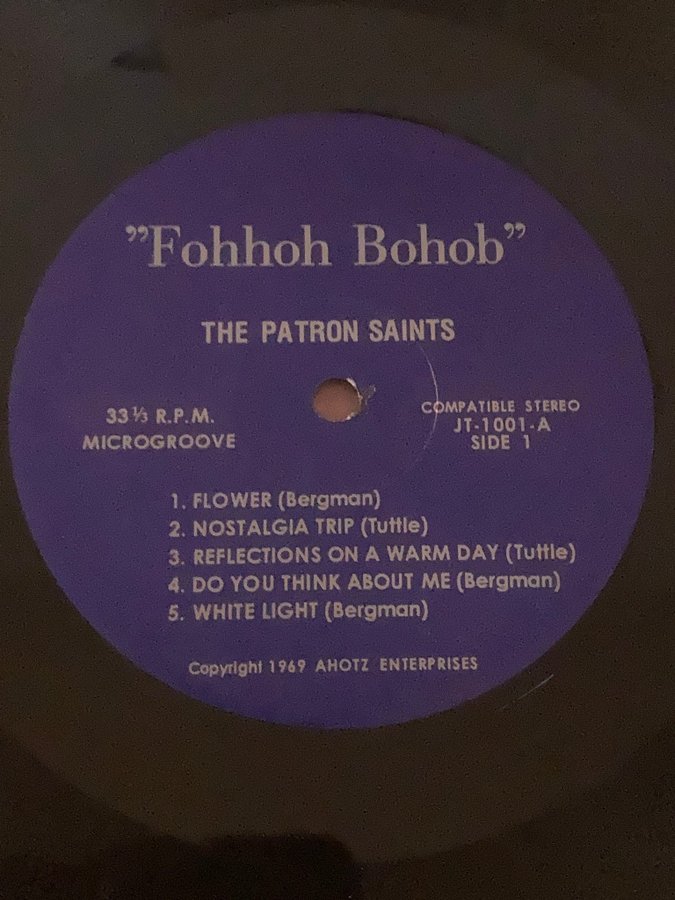 ”Fohhoh Bohob”
THE PATRON SAINTS
33⅓ R.P.M.
MICROGROOVE
COMPATIBLE STEREO
JT-1001-A
SIDE 1
1. FLOWER (Bergman)
2. NOSTALGIA TRIP (Tuttle)
3. REFLECTIONS ON A WARM DAY (Tuttle)
4. DO YOU THINK ABOUT ME (Bergman)
5. WHITE LIGHT (Bergman)
Copyright 1969 AHOTZ ENTERPRISES